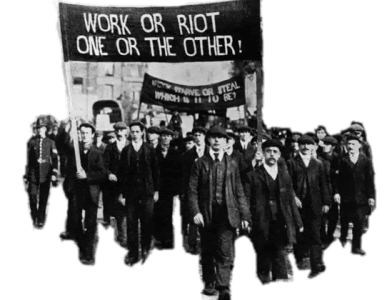 WORK OR RIOT
ONE OR THE OTHER!
STARVE OR STEAL
WHICH IS IT TO BE?